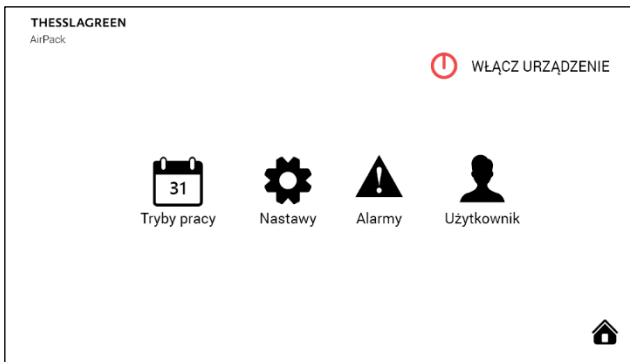 THESSLAGREEN
AirPack
WŁĄCZ URZĄDZENIE
31
Tryby pracy
Nastawy
Alarmy
Użytkownik